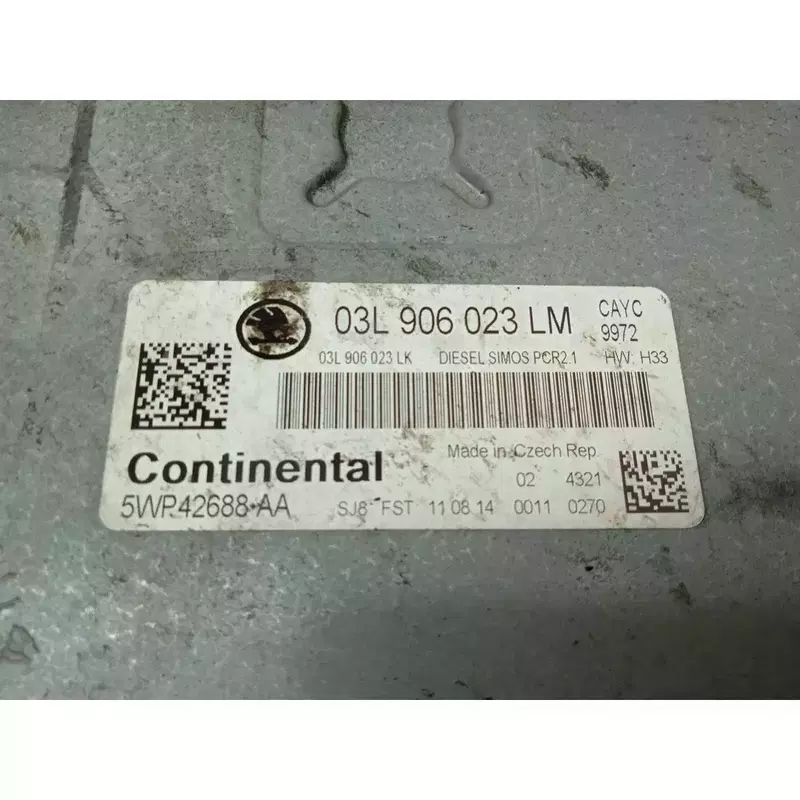 03L 906 023 LM CAYC
9972
03L 906 023 LK DIESEL SIMOS PCR2.1 HW: H33
Made in Czech Rep.
Continental
02 4321
5WP42688 AA
SJ6 FST 11 08 14 0011 0270